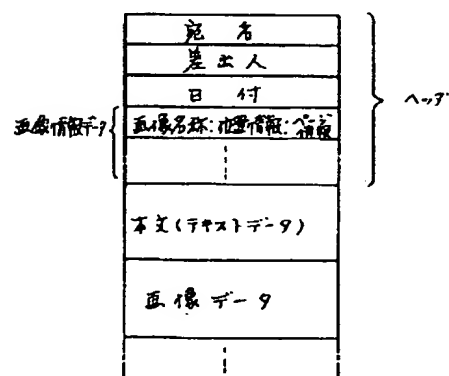 宛名
差出人
日付
ヘッダ
画像情報データ
画像名称:位置情報:ページ
情報
本文(テキストデータ)
画像データ